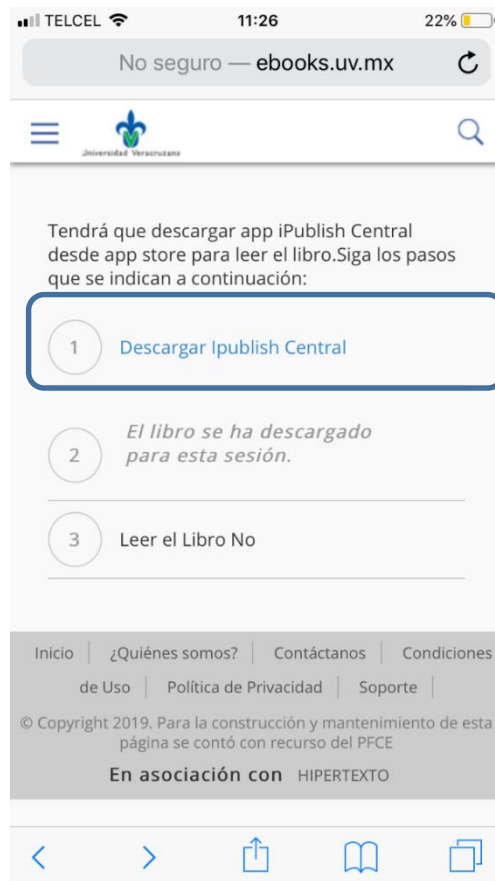 TELCEL 11:26 22%
No seguro — ebooks.uv.mx
Universidad Veracruzana
Tendrá que descargar app iPublish Central
desde app store para leer el libro.Siga los pasos
que se indican a continuación:
1 Descargar Ipublish Central
El libro se ha descargado
2 para esta sesión.
3 Leer el Libro No
Inicio | ¿Quiénes somos? | Contáctanos | Condiciones
de Uso | Política de Privacidad | Soporte |
© Copyright 2019. Para la construcción y mantenimiento de esta
página se contó con recurso del PFCE
En asociación con HIPERTEXTO